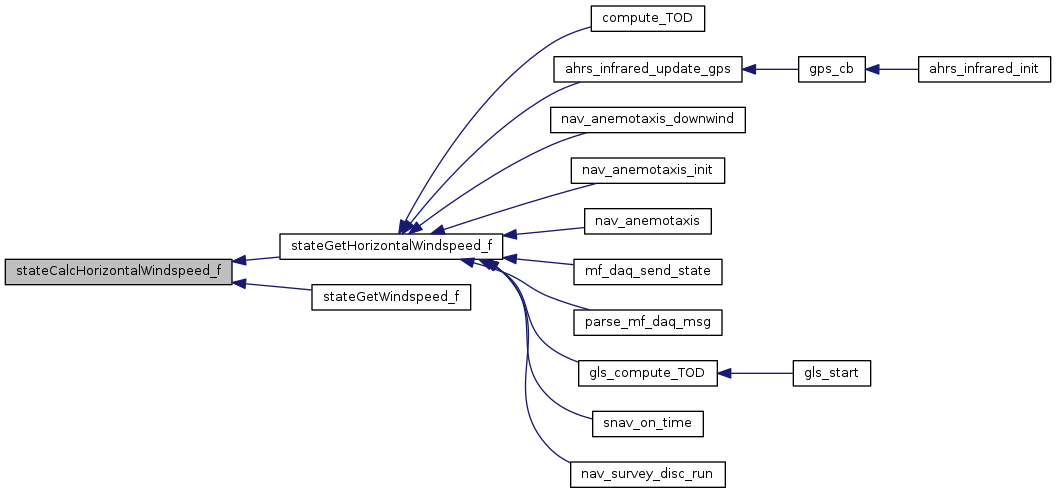 compute_TOD
ahrs_infrared_update_gps
gps_cb
ahrs_infrared_init
nav_anemotaxis_downwind
nav_anemotaxis_init
nav_anemotaxis
stateGetHorizontalWindspeed_f
stateCalcHorizontalWindspeed_f
mf_daq_send_state
stateGetWindspeed_f
parse_mf_daq_msg
gls_compute_TOD
gls_start
snav_on_time
nav_survey_disc_run